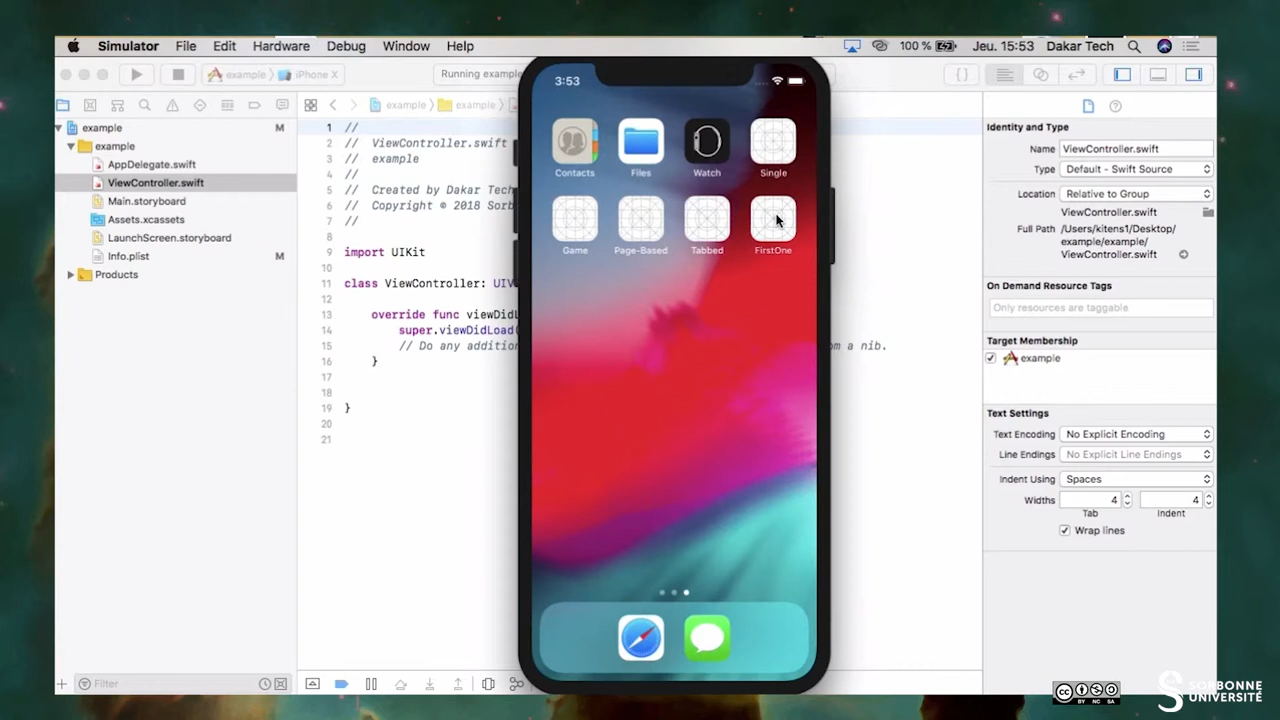 Simulator File Edit Hardware Debug Window Help 100 % Jeu. 15:53 Dakar Tech
example iPhone X Running example
example example
example M
example
AppDelegate.swift
ViewController.swift
Main.storyboard
Assets.xcassets
LaunchScreen.storyboard
Info.plist M
Products
Filter
1 //
2 // ViewController.swift
3 // example
4 //
5 // Created by Dakar Tech
6 // Copyright © 2018 Sorb
7 //
8
9 import UIKit
10
11 class ViewController: UIV
12
13 override func viewDidL
14 super.viewDidLoad(
15 // Do any addition m a nib.
16 }
17
18
19 }
20
21
3:53
Contacts Files Watch Single
Game Page-Based Tabbed FirstOne
Identity and Type
Name ViewController.swift
Type Default - Swift Source
Location Relative to Group
ViewController.swift
Full Path /Users/kitens1/Desktop/
example/example/
ViewController.swift
On Demand Resource Tags
Only resources are taggable
Target Membership
example
Text Settings
Text Encoding No Explicit Encoding
Line Endings No Explicit Line Endings
Indent Using Spaces
Widths 4 4
Tab Indent
Wrap lines
cc BY NC SA
SORBONNE
UNIVERSITÉ